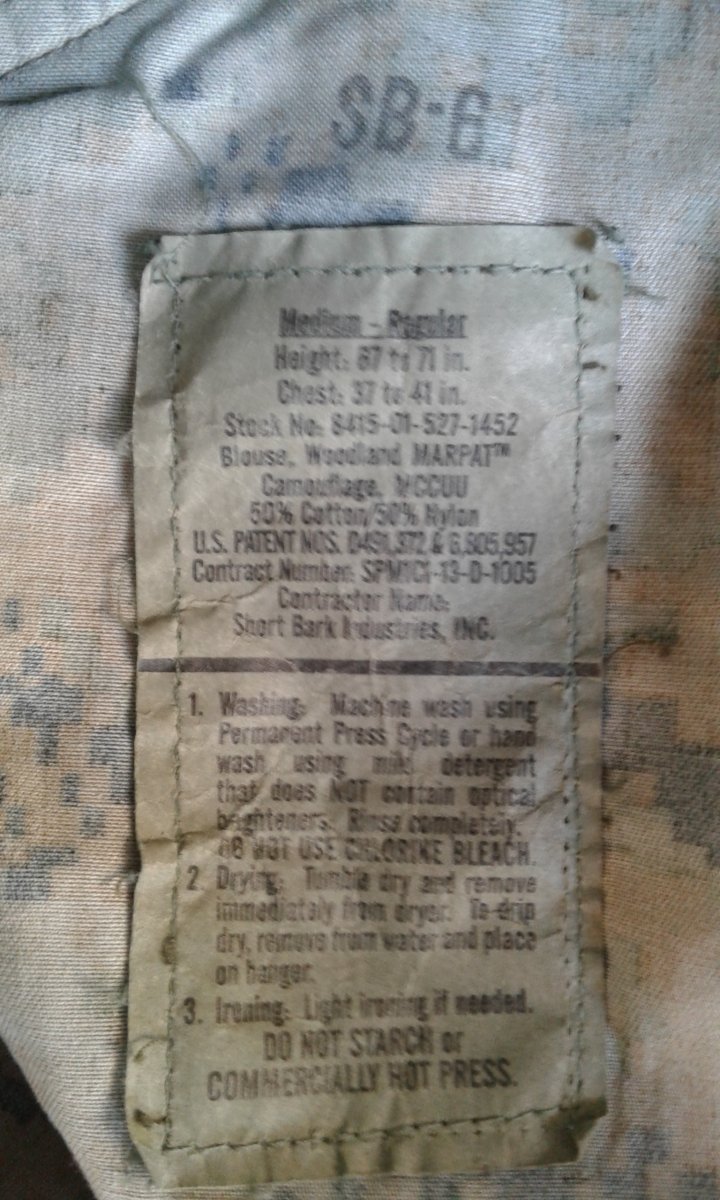 SB-6
Medium - Regular
Height: 67 to 71 in.
Chest: 37 to 41 in.
Stock No: 8415-01-527-1452
Blouse, Woodland MARPAT™
Camouflage, MCCUU
50% Cotton/50% Nylon
U.S. PATENT NOS. D491,372 & 6,805,957
Contract Number: SPM1C1-13-D-1005
Contractor Name:
Short Bark Industries, INC.
1. Washing: Machine wash using
Permanent Press Cycle or hand
wash using mild detergent
that does NOT contain optical
brighteners. Rinse completely.
DO NOT USE CHLORINE BLEACH.
2. Drying: Tumble dry and remove
immediately from dryer. To drip
dry, remove from water and place
on hanger.
3. Ironing: Light ironing if needed.
DO NOT STARCH or
COMMERCIALLY HOT PRESS.